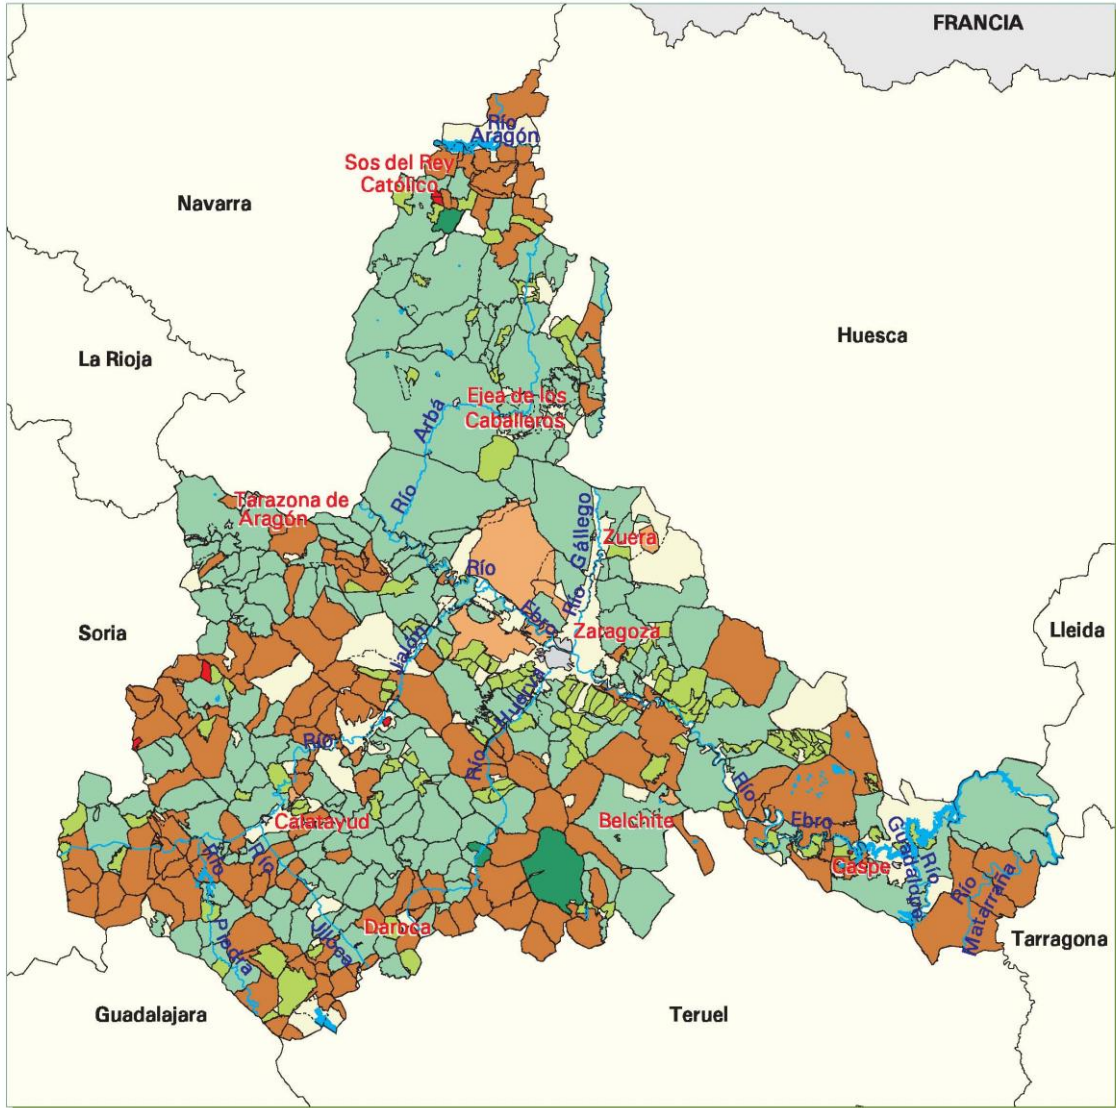 FRANCIA
Río
Aragón
Sos del Rey
Católico
Navarra
Huesca
La Rioja
Ejea de los
Caballeros
Arbá
Río
Tarazona de
Aragón
Río
Gállego
Río
Zuera
Ebro
Zaragoza
Soria
Lleida
Jalón
Huerva
Río
Río
Río
Ebro
Calatayud
Belchite
Caspe
Guadalope
Río
Río
Matarraña
Río
Piedra
Río
Jiloca
Daroca
Tarragona
Guadalajara
Teruel